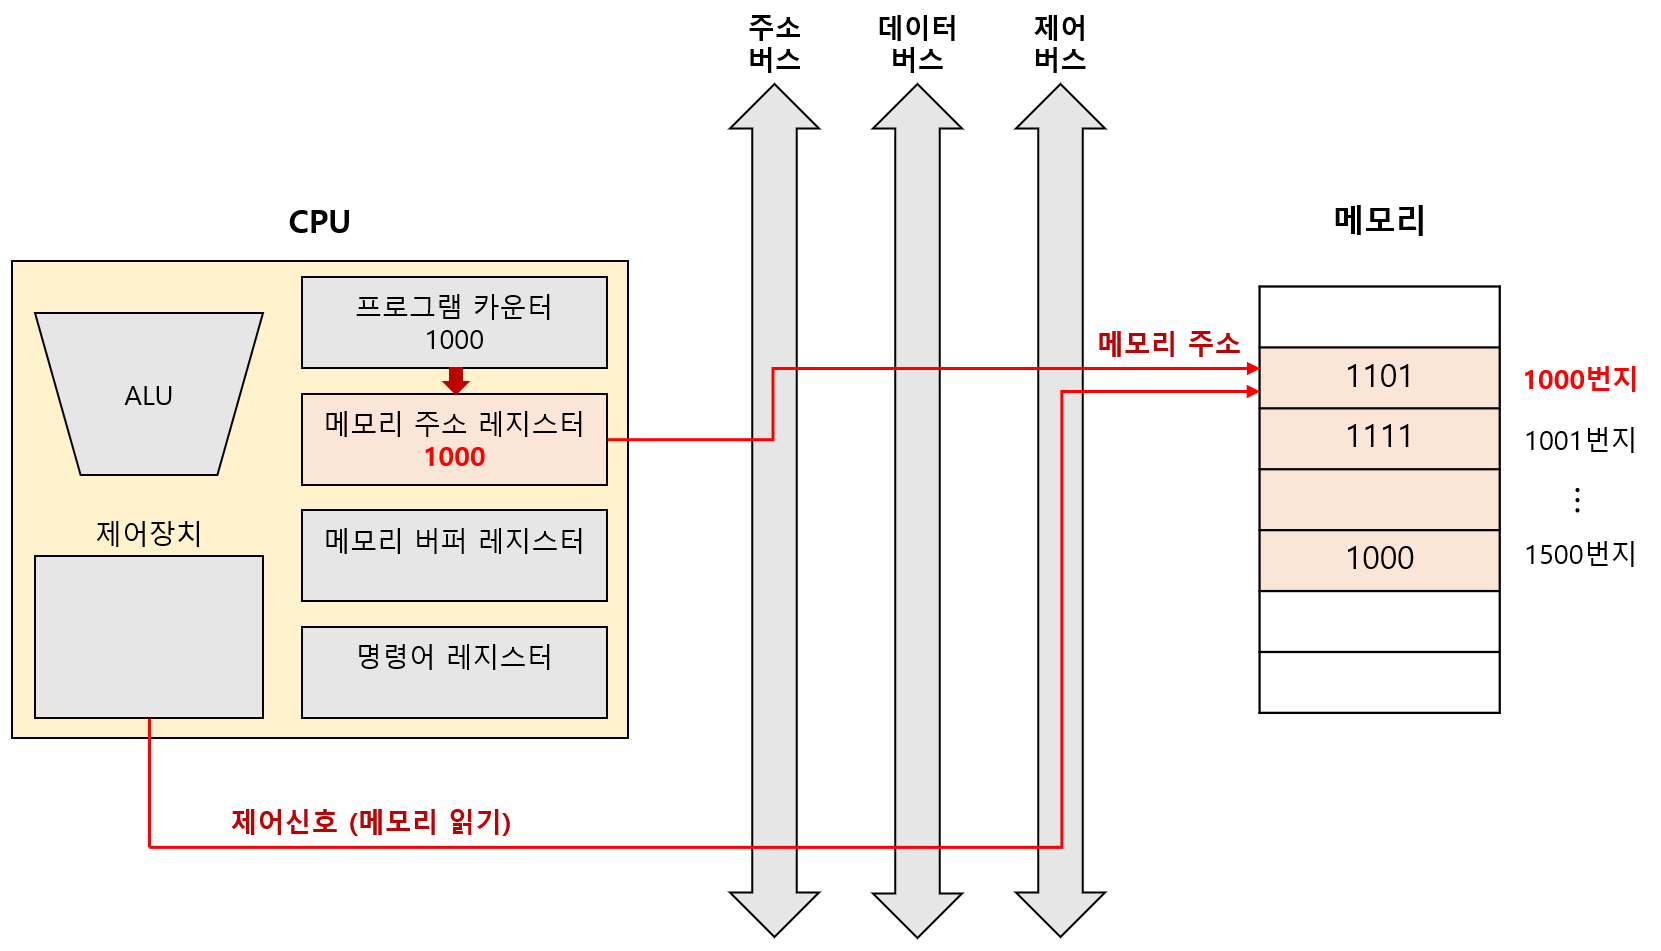 주소
버스
데이터
버스
제어
버스
CPU
메모리
프로그램 카운터
1000
ALU
메모리 주소 레지스터
1000
제어장치
메모리 버퍼 레지스터
명령어 레지스터
메모리 주소
1101
1000번지
1111
1001번지
⋮
1000
1500번지
제어신호 (메모리 읽기)